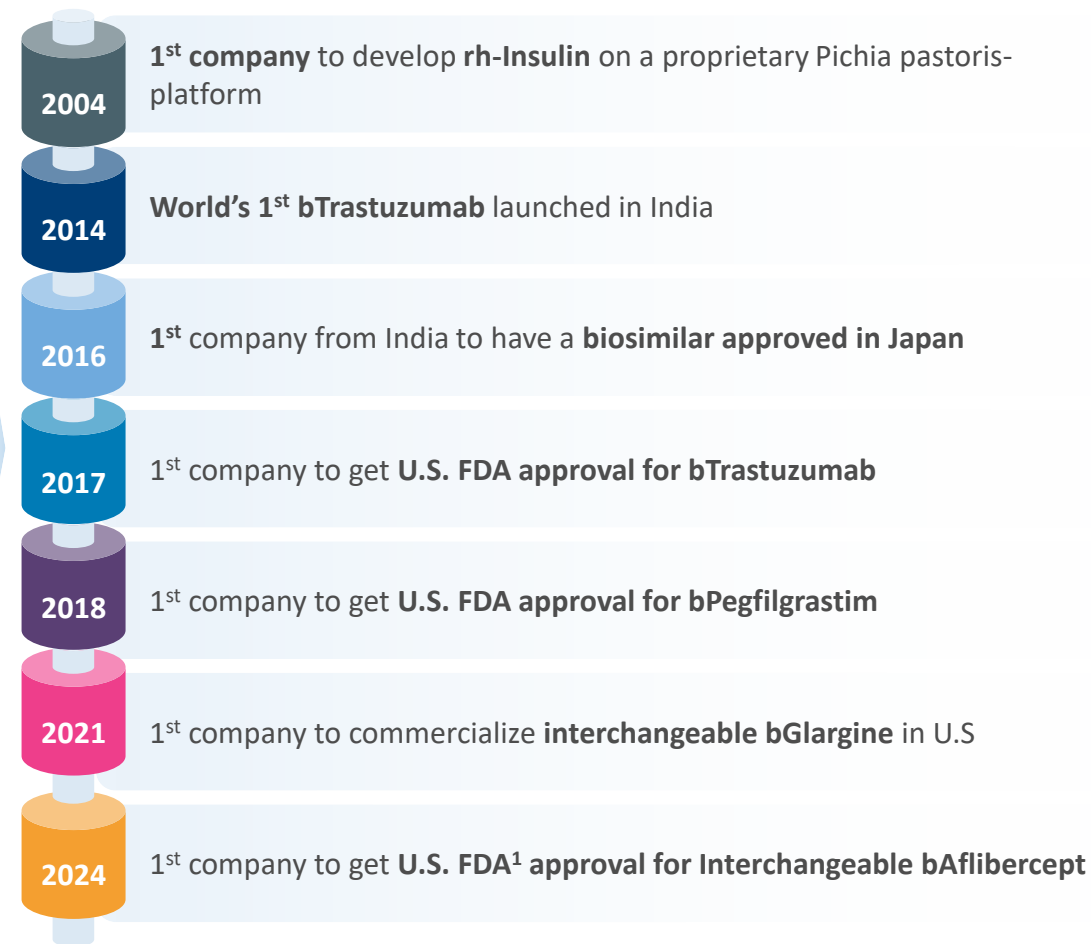 2004
1st company to develop rh-Insulin on a proprietary Pichia pastoris-
platform
2014
World's 1st bTrastuzumab launched in India
2016
1st company from India to have a biosimilar approved in Japan
2017
1st company to get U.S. FDA approval for bTrastuzumab
2018
1st company to get U.S. FDA approval for bPegfilgrastim
2021
1st company to commercialize interchangeable bGlargine in U.S
2024
1st company to get U.S. FDA1 approval for Interchangeable bAflibercept